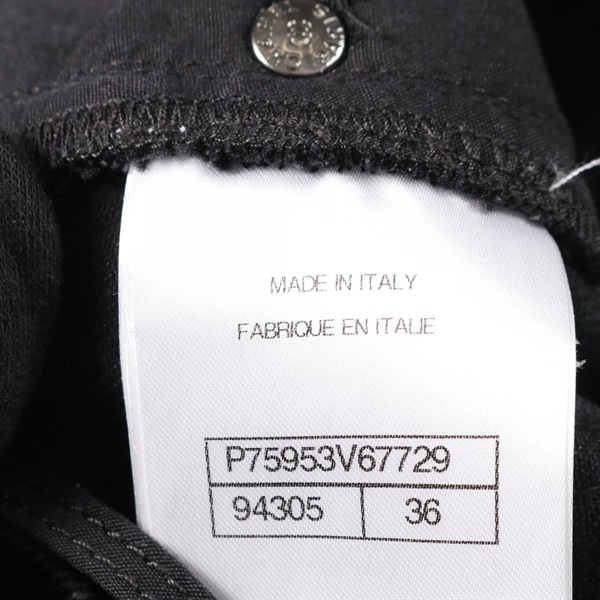 MADE IN ITALY
FABRIQUE EN ITALIE
P75953V67729
94305 36